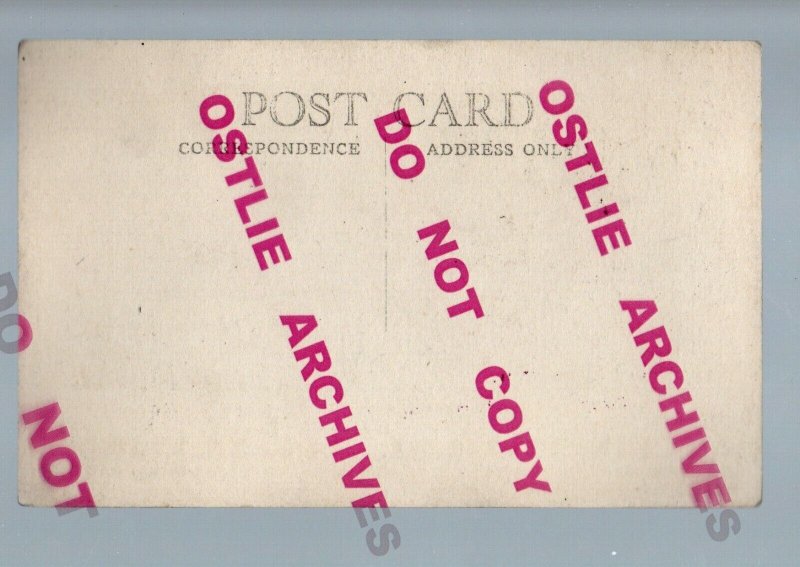 POST CARD
CORRESPONDENCE ADDRESS ONLY
OSTLIE ARCHIVES
DO NOT COPY
OSTLIE ARCHIVES
DO NOT